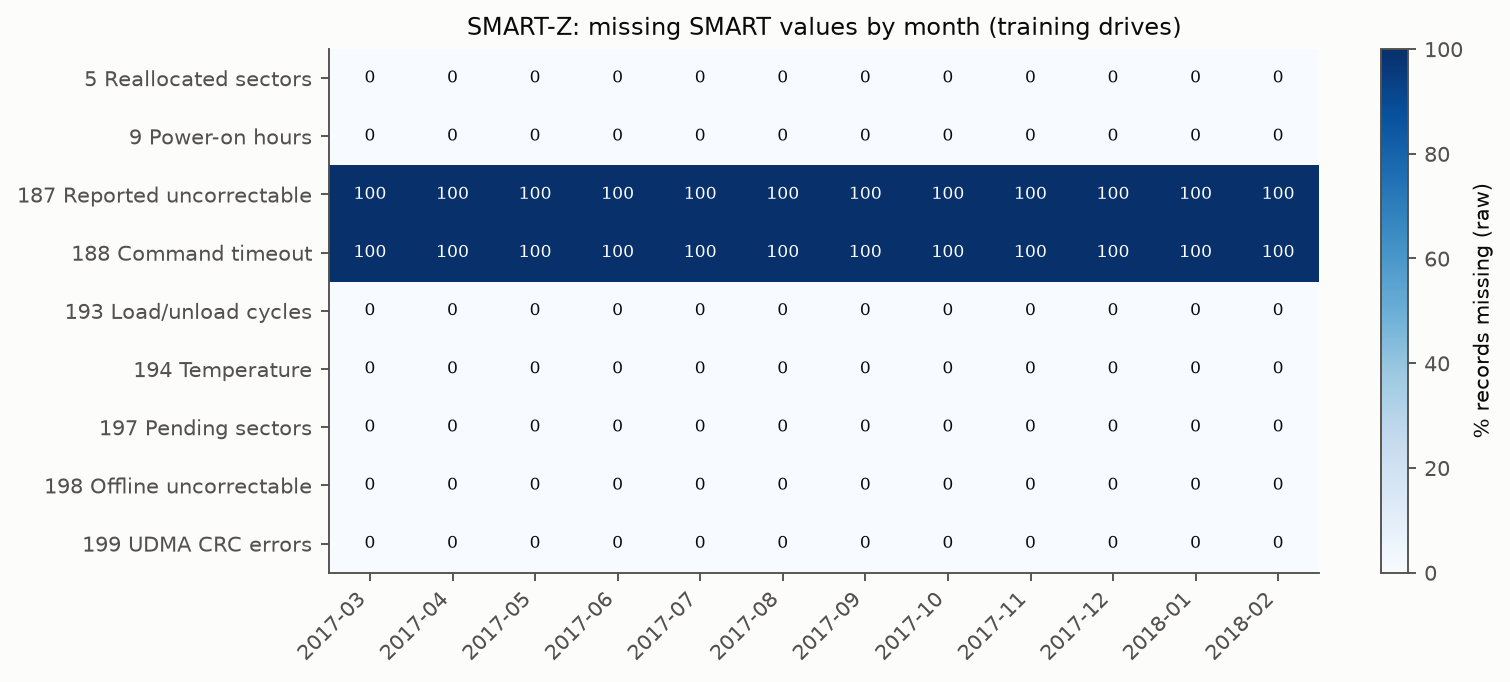 SMART-Z: missing SMART values by month (training drives)
5 Reallocated sectors 0 0 0 0 0 0 0 0 0 0 0 0
9 Power-on hours 0 0 0 0 0 0 0 0 0 0 0 0
187 Reported uncorrectable 100 100 100 100 100 100 100 100 100 100 100 100
188 Command timeout 100 100 100 100 100 100 100 100 100 100 100 100
193 Load/unload cycles 0 0 0 0 0 0 0 0 0 0 0 0
194 Temperature 0 0 0 0 0 0 0 0 0 0 0 0
197 Pending sectors 0 0 0 0 0 0 0 0 0 0 0 0
198 Offline uncorrectable 0 0 0 0 0 0 0 0 0 0 0 0
199 UDMA CRC errors 0 0 0 0 0 0 0 0 0 0 0 0
2017-03 2017-04 2017-05 2017-06 2017-07 2017-08 2017-09 2017-10 2017-11 2017-12 2018-01 2018-02
100
80
60
40
20
0
% records missing (raw)